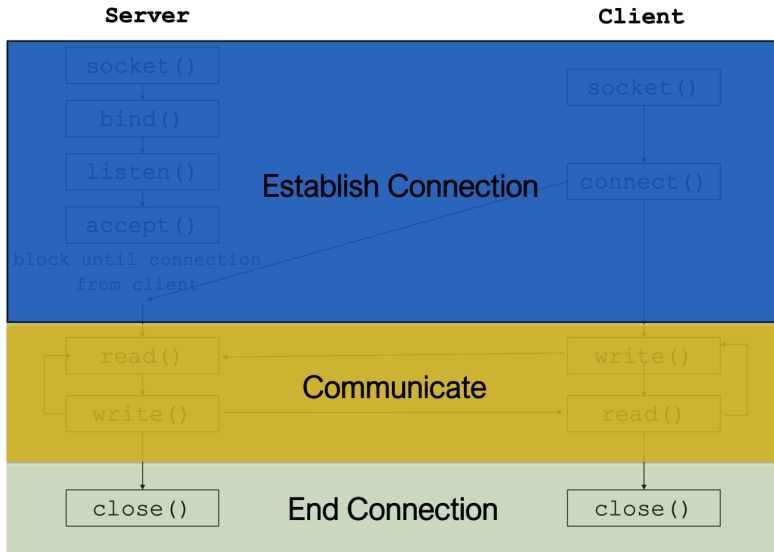 Server
Client
socket()
socket()
bind()
listen()
Establish Connection
connect()
accept()
block until connection
from client
read()
write()
Communicate
write()
read()
close()
End Connection
close()